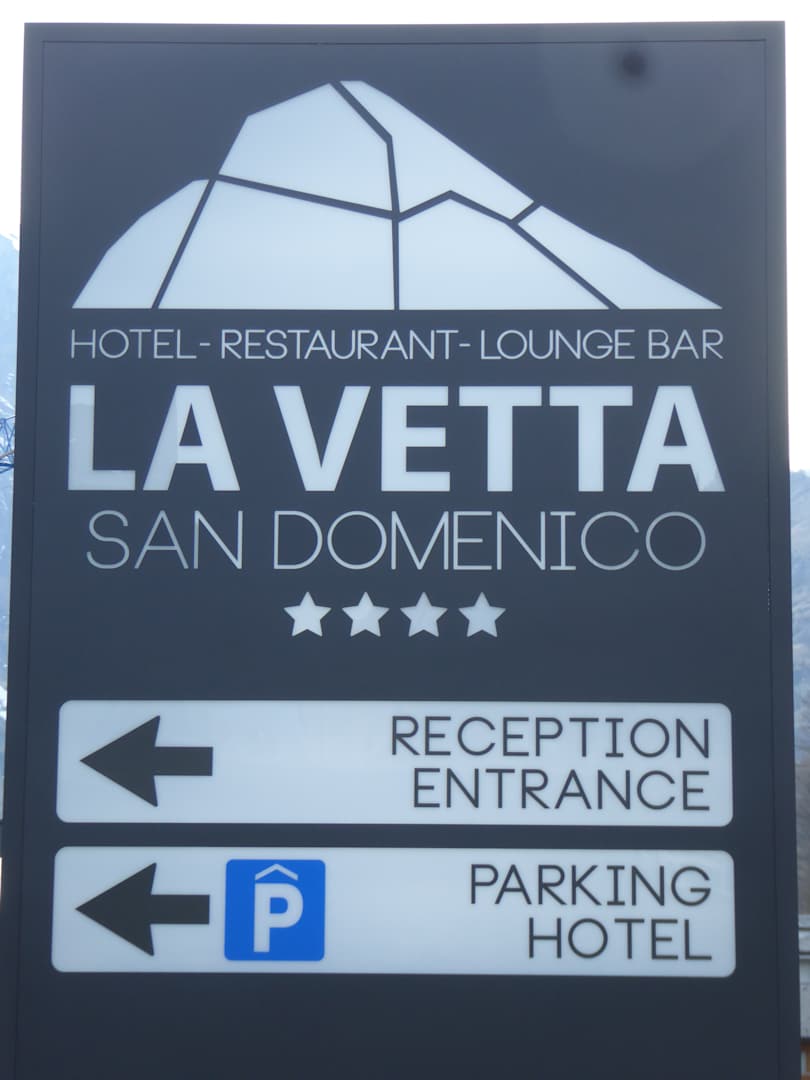 HOTEL - RESTAURANT - LOUNGE BAR
LA VETTA
SAN DOMENICO
RECEPTION
ENTRANCE
P
PARKING
HOTEL